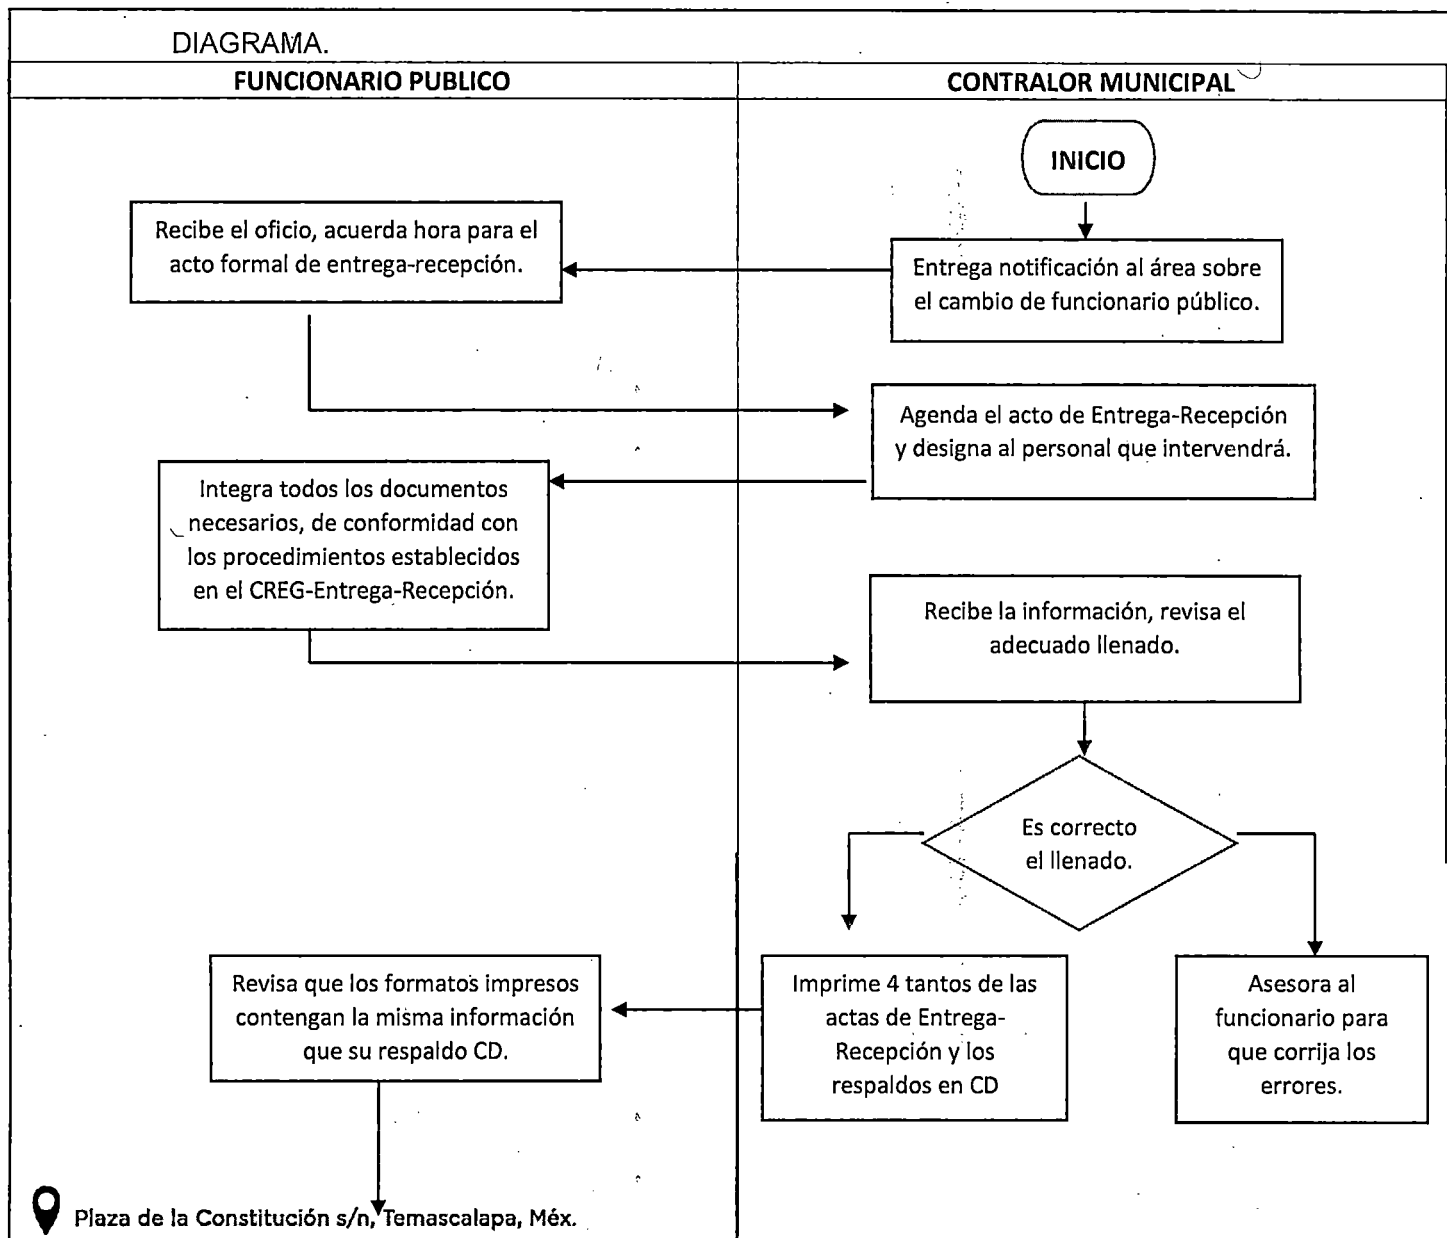 DIAGRAMA.
FUNCIONARIO PUBLICO
CONTRALOR MUNICIPAL
INICIO
Entrega notificación al área sobre
el cambio de funcionario público.
Recibe el oficio, acuerda hora para el
acto formal de entrega-recepción.
Agenda el acto de Entrega-Recepción
y designa al personal que intervendrá.
Integra todos los documentos
necesarios, de conformidad con
los procedimientos establecidos
en el CREG-Entrega-Recepción.
Recibe la información, revisa el
adecuado llenado.
Es correcto
el llenado.
Imprime 4 tantos de las
actas de Entrega-
Recepción y los
respaldos en CD
Asesora al
funcionario para
que corrija los
errores.
Revisa que los formatos impresos
contengan la misma información
que su respaldo CD.
Plaza de la Constitución s/n, Temascalapa, Méx.